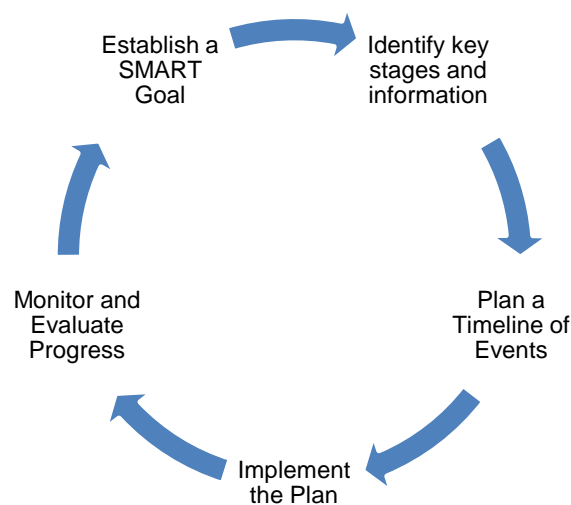 Establish a
SMART
Goal
Identify key
stages and
information
Plan a
Timeline of
Events
Implement
the Plan
Monitor and
Evaluate
Progress